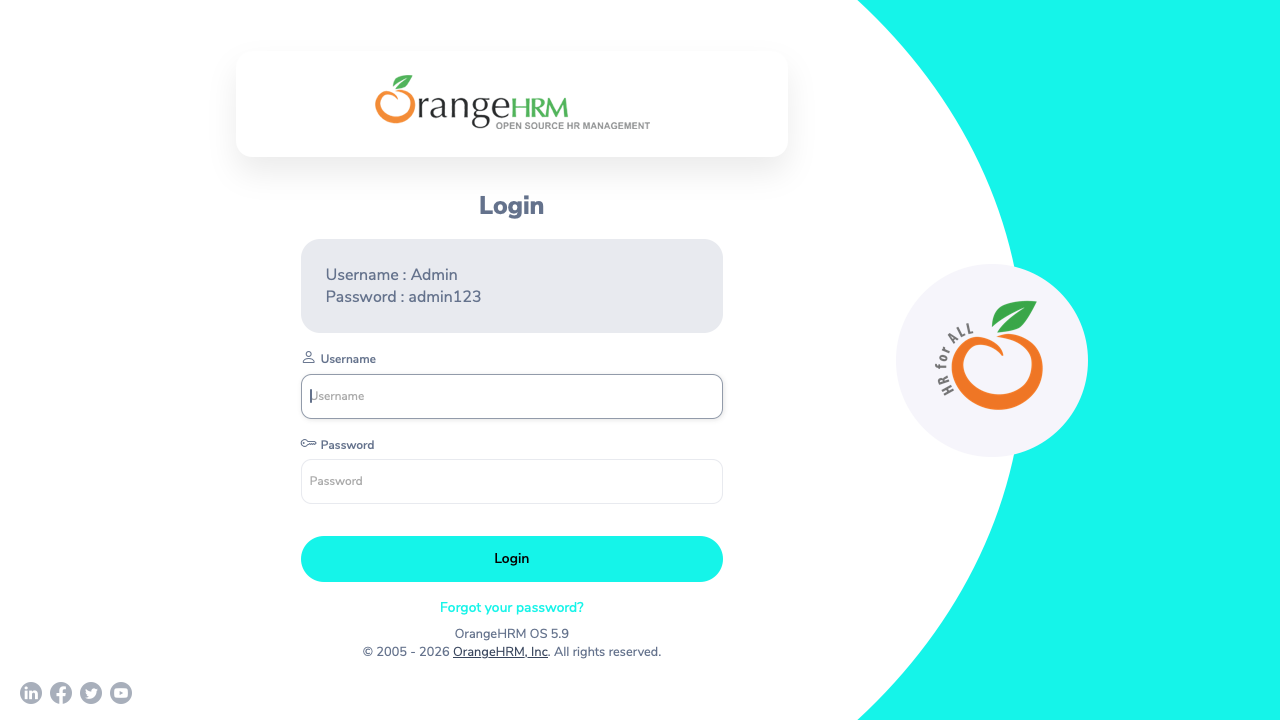 OrangeHRM
OPEN SOURCE HR MANAGEMENT
Login
Username : Admin
Password : admin123
Username
Username
Password
Password
Login
Forgot your password?
OrangeHRM OS 5.9
© 2005 - 2026 OrangeHRM, Inc. All rights reserved.
HR for ALL